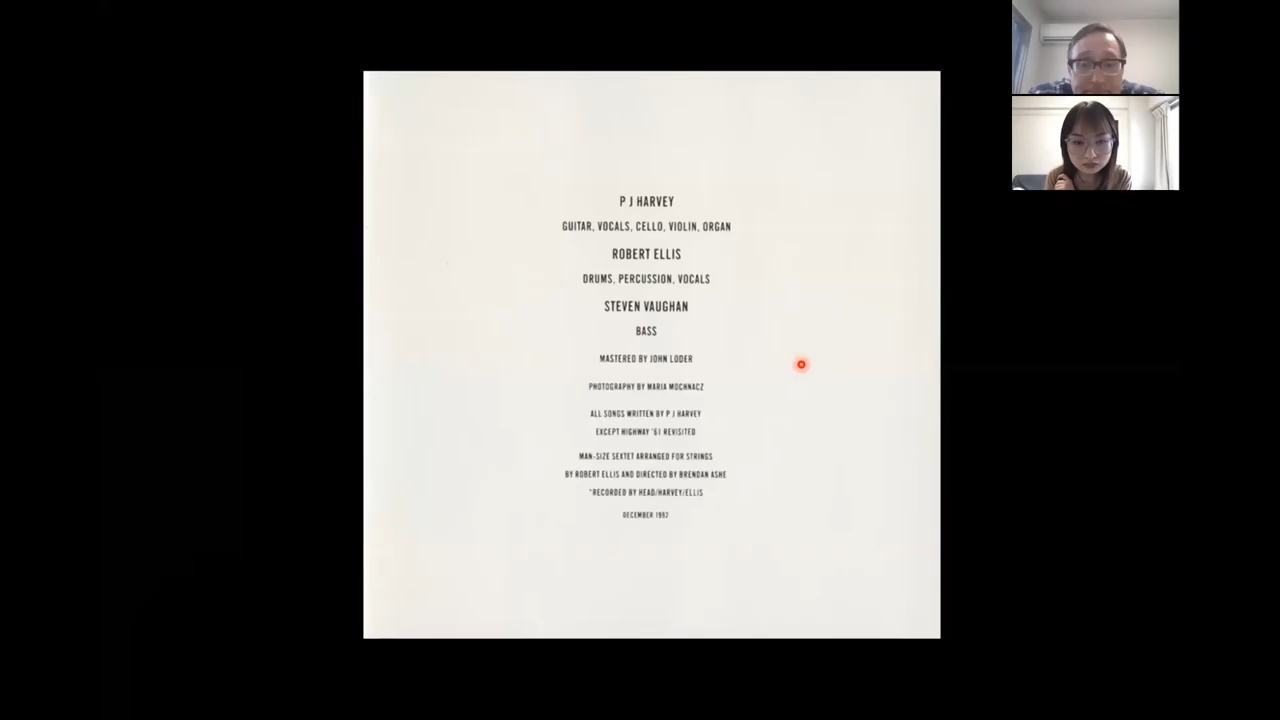 P J HARVEY
GUITAR, VOCALS, CELLO, VIOLIN, ORGAN
ROBERT ELLIS
DRUMS, PERCUSSION, VOCALS
STEVEN VAUGHAN
BASS
MASTERED BY JOHN LODER
PHOTOGRAPHY BY MARIA MOCHNACZ
ALL SONGS WRITTEN BY P J HARVEY
EXCEPT HIGHWAY '61 REVISITED
MAN-SIZE SEXTET ARRANGED FOR STRINGS
BY ROBERT ELLIS AND DIRECTED BY BRENDAN ASHE
*RECORDED BY HEAD/HARVEY/ELLIS
DECEMBER 1992